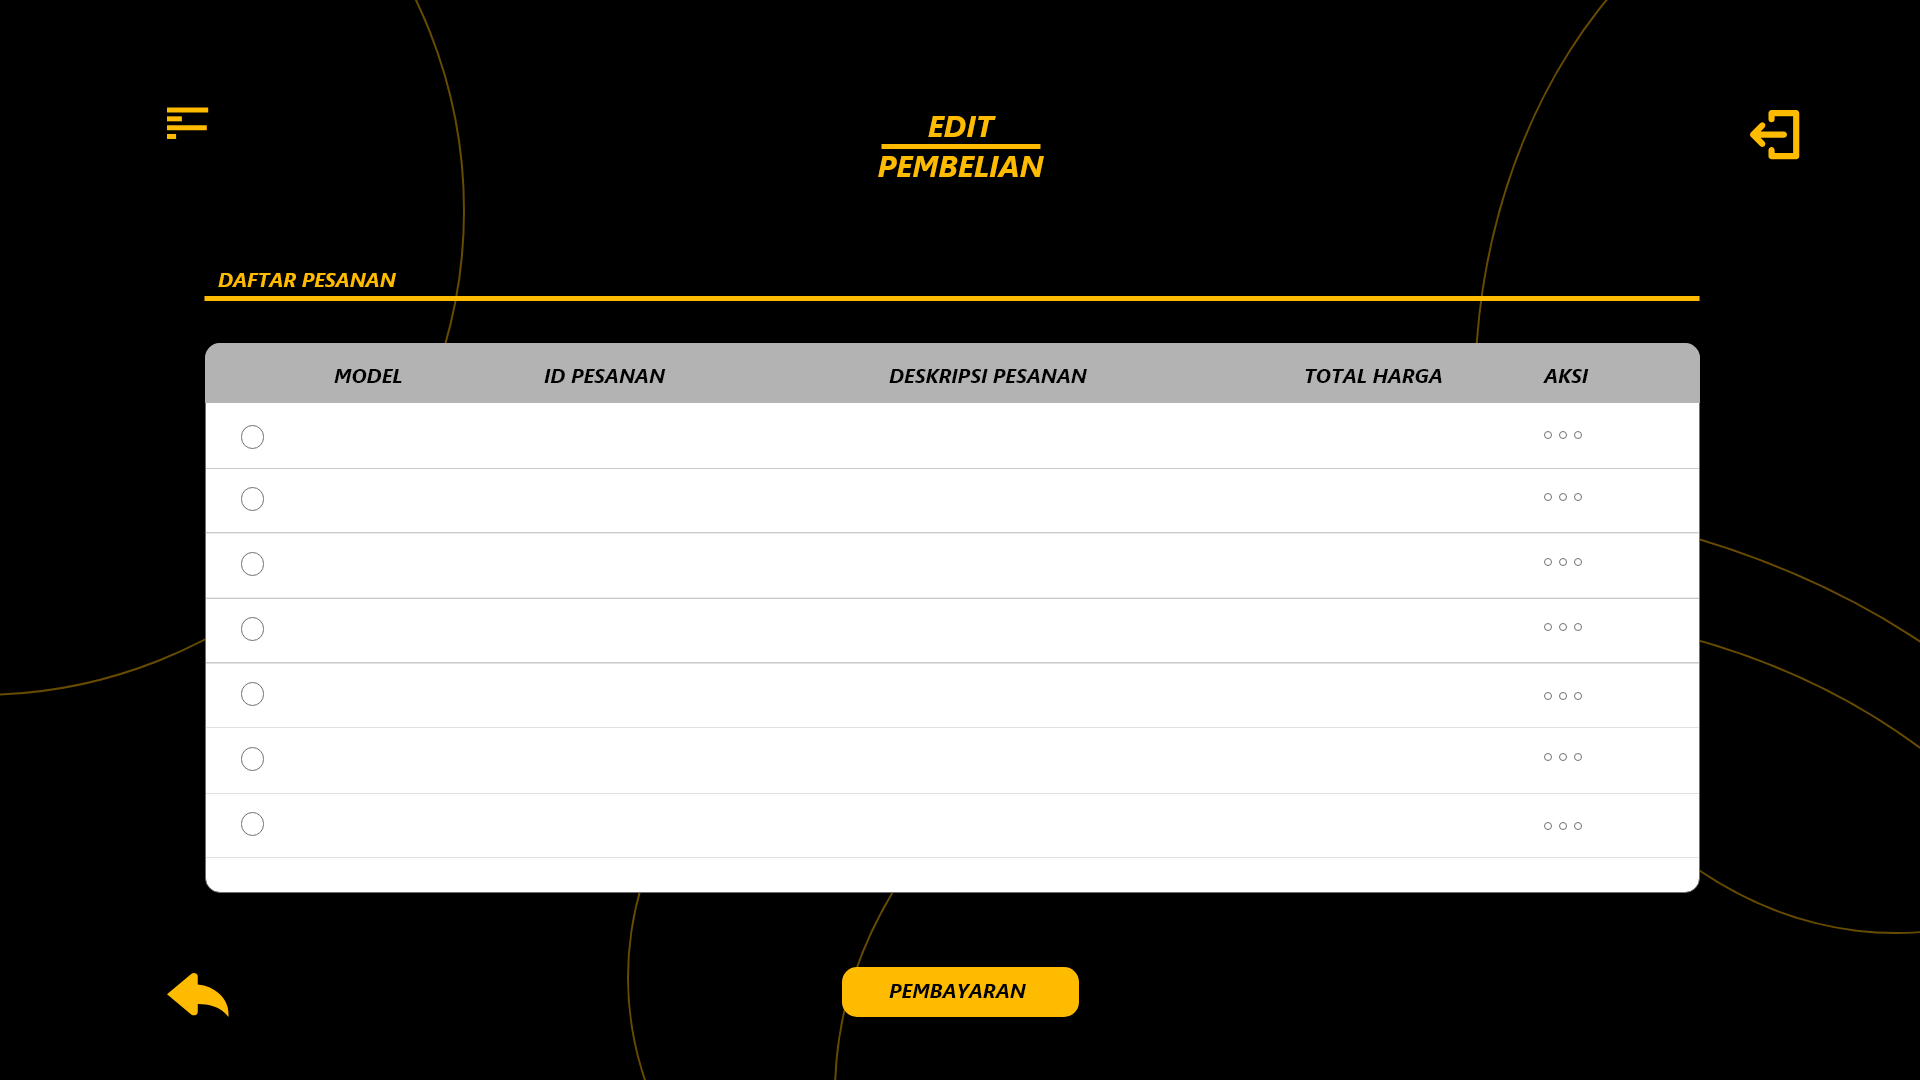 EDIT
PEMBELIAN
DAFTAR PESANAN
MODEL ID PESANAN DESKRIPSI PESANAN TOTAL HARGA AKSI
PEMBAYARAN